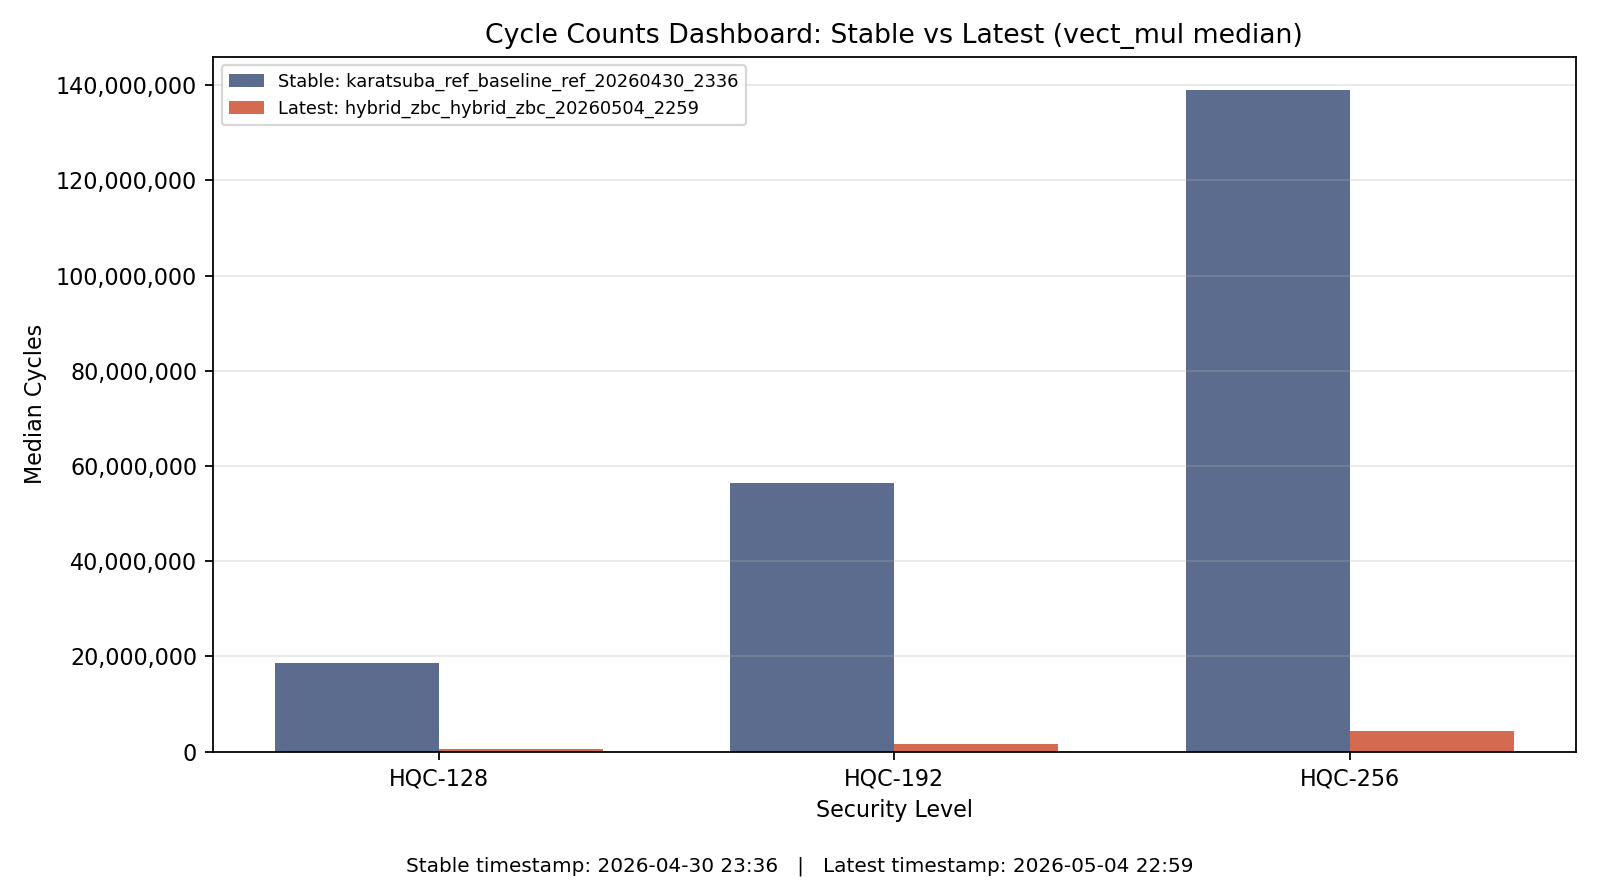 Cycle Counts Dashboard: Stable vs Latest (vect_mul median)
Stable: karatsuba_ref_baseline_ref_20260430_2336
Latest: hybrid_zbc_hybrid_zbc_20260504_2259
Median Cycles
140,000,000
120,000,000
100,000,000
80,000,000
60,000,000
40,000,000
20,000,000
0
HQC-128 HQC-192 HQC-256
Security Level
Stable timestamp: 2026-04-30 23:36 | Latest timestamp: 2026-05-04 22:59